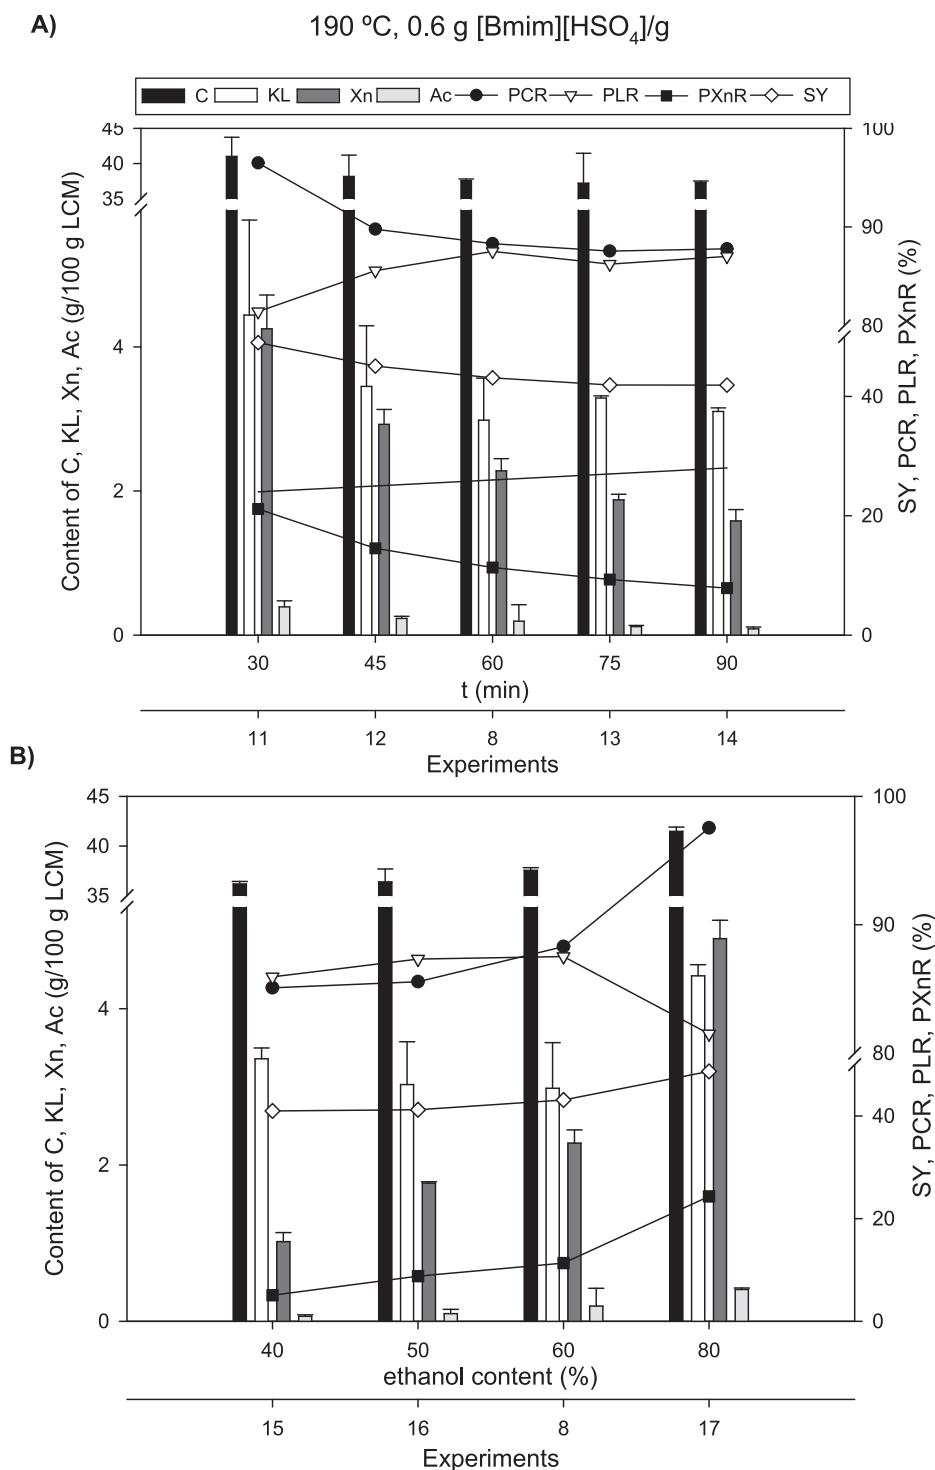 A)
190 ºC, 0.6 g [Bmim][HSO₄]/g
C KL Xn Ac PCR PLR PXnR SY
Content of C, KL, Xn, Ac (g/100 g LCM)
45
40
35
4
2
0
100
90
80
40
20
0
SY, PCR, PLR, PXnR (%)
30 45 60 75 90
t (min)
11 12 8 13 14
Experiments
B)
Content of C, KL, Xn, Ac (g/100 g LCM)
45
40
35
4
2
0
100
90
80
40
20
0
SY, PCR, PLR, PXnR (%)
40 50 60 80
ethanol content (%)
15 16 8 17
Experiments